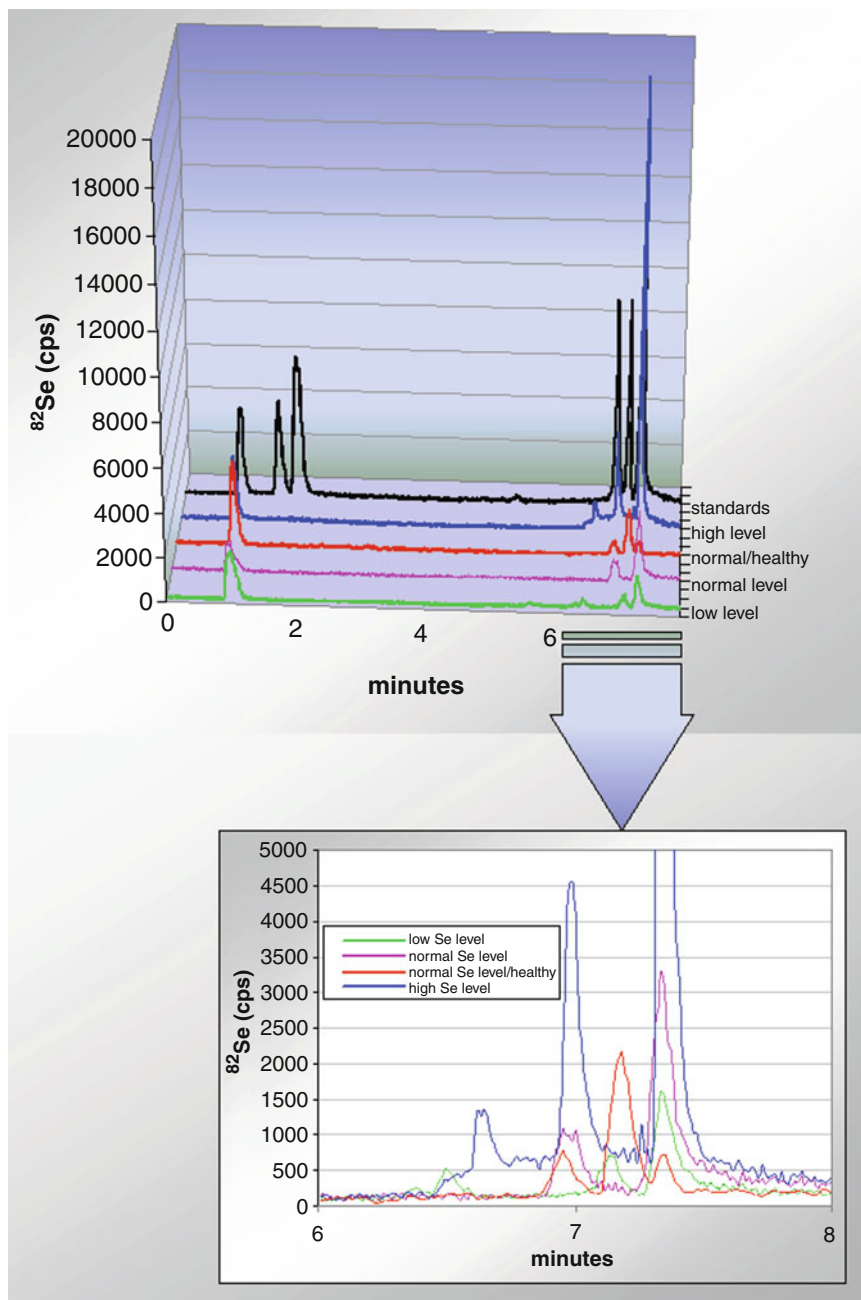 20000
18000
16000
14000
12000
10000
8000
6000
4000
2000
0
⁸²Se (cps)
0
2
4
6
minutes
standards
high level
normal/healthy
normal level
low level
5000
4500
4000
3500
3000
2500
2000
1500
1000
500
0
⁸²Se (cps)
low Se level
normal Se level
normal Se level/healthy
high Se level
6
7
8
minutes